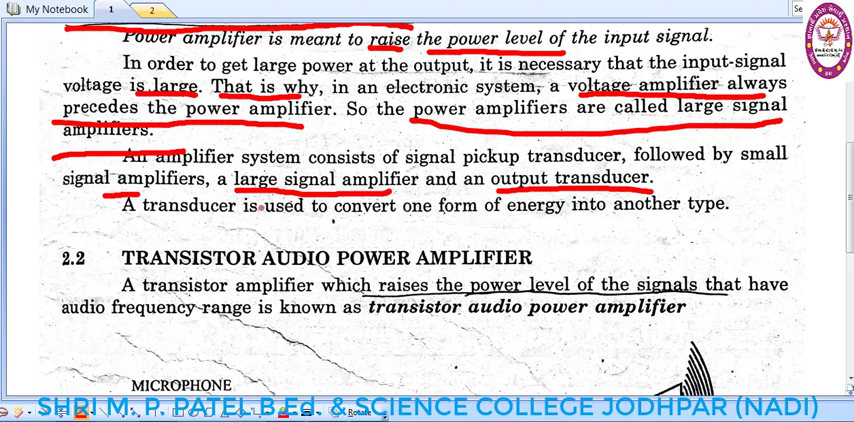 My Notebook
1
2
Se
Power amplifier is meant to raise the power level of the input signal.
In order to get large power at the output, it is necessary that the input-signal
voltage is large. That is why, in an electronic system, a voltage amplifier always
precedes the power amplifier. So the power amplifiers are called large signal
amplifiers.
An amplifier system consists of signal pickup transducer, followed by small
signal amplifiers, a large signal amplifier and an output transducer.
A transducer is used to convert one form of energy into another type.
2.2 TRANSISTOR AUDIO POWER AMPLIFIER
A transistor amplifier which raises the power level of the signals that have
audio frequency range is known as transistor audio power amplifier
MICROPHONE
SHRI M. P. PATEL B.Ed. & SCIENCE COLLEGE JODHPAR (NADI)
Rotate